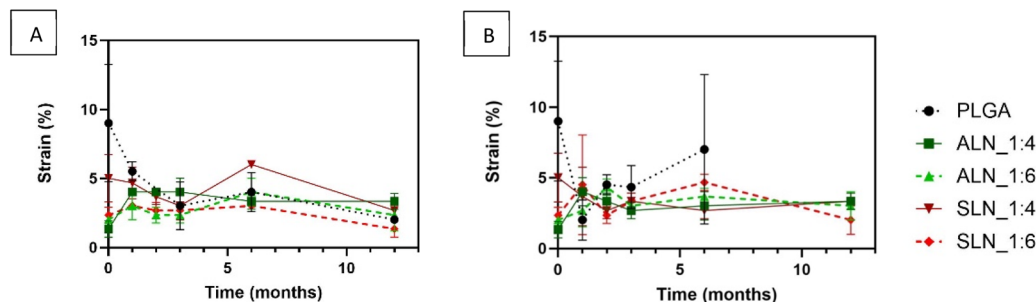 A
15
10
5
0
Strain (%)
0
5
10
Time (months)
B
15
10
5
0
Strain (%)
0
5
10
Time (months)
PLGA
ALN_1:4
ALN_1:6
SLN_1:4
SLN_1:6